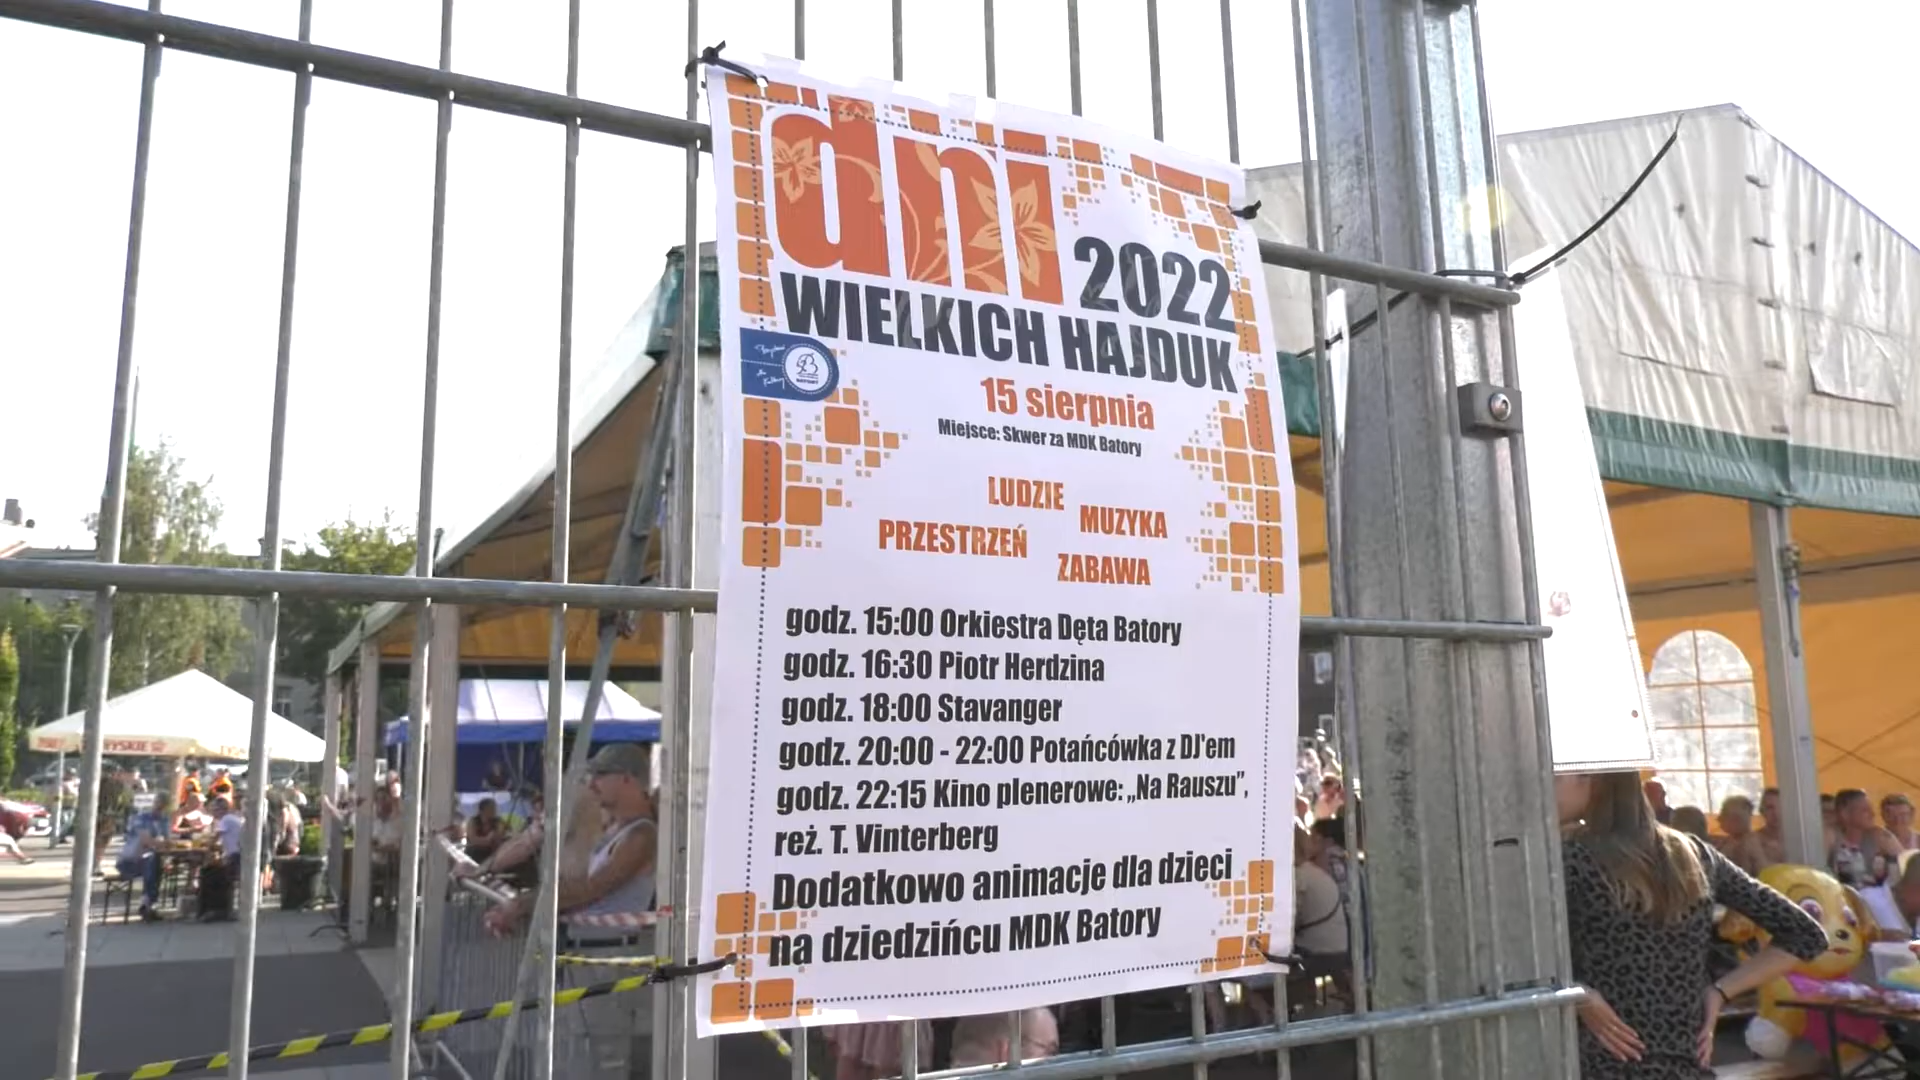 dni
2022
WIELKICH HAJDUK
15 sierpnia
Miejsce: Skwer za MDK Batory
LUDZIE
MUZYKA
PRZESTRZEŃ
ZABAWA
godz. 15:00 Orkiestra Dęta Batory
godz. 16:30 Piotr Herdzina
godz. 18:00 Stavanger
godz. 20:00 - 22:00 Potańcówka z DJ'em
godz. 22:15 Kino plenerowe: „Na Rauszu”,
reż. T. Vinterberg
Dodatkowo animacje dla dzieci
na dziedzińcu MDK Batory